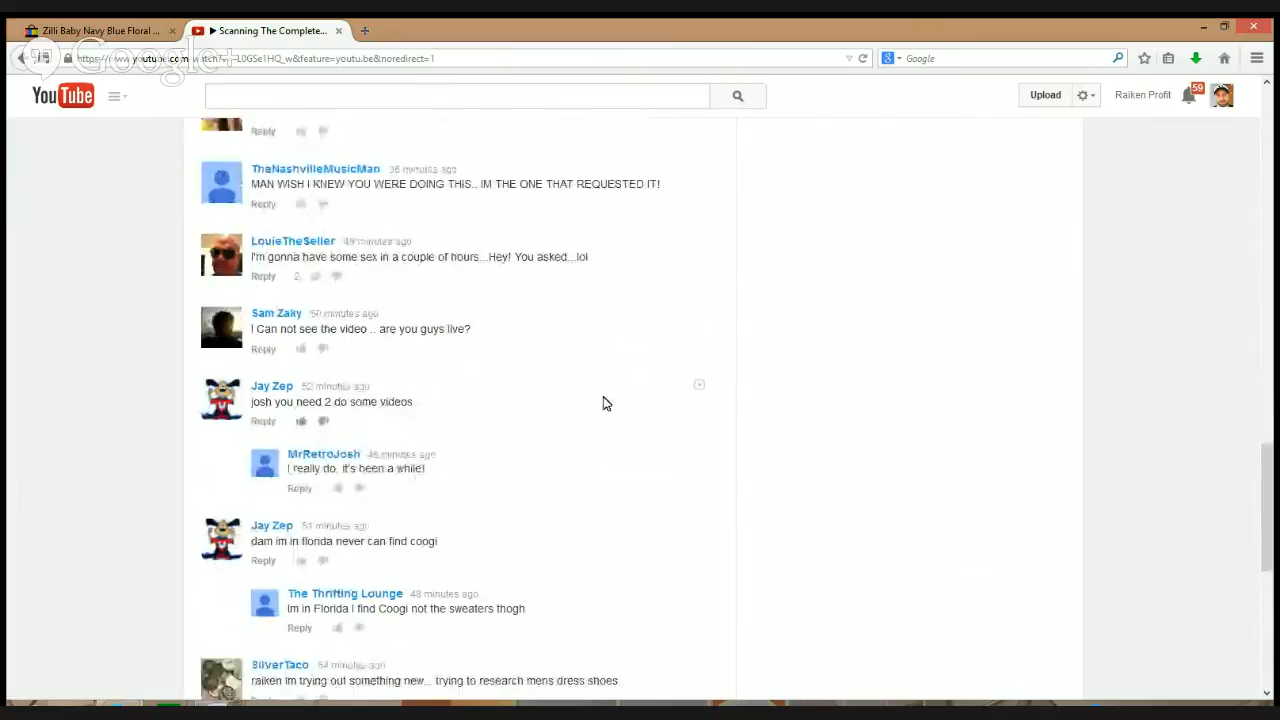 Zilli Baby Navy Blue Floral ...
Scanning The Complete...
Google+
youtube.com
L0GSe1HQ_w&feature=youtu.be&noredirect=1
Google
YouTube
Upload
Raiken Profit
59
Reply
TheNashvilleMusicMan 36 minutes ago
MAN WISH I KNEW YOU WERE DOING THIS.. IM THE ONE THAT REQUESTED IT!
Reply
LouieTheSeller 49 minutes ago
I'm gonna have some sex in a couple of hours...Hey! You asked...lol
Reply 2
Sam Zaky 50 minutes ago
I Can not see the video .. are you guys live?
Reply
Jay Zep 52 minutes ago
josh you need 2 do some videos
Reply
MrRetroJosh 46 minutes ago
I really do, it's been a while!
Reply
Jay Zep 51 minutes ago
dam im in florida never can find coogi
Reply
The Thrifting Lounge 48 minutes ago
Im in Florida I find Coogi not the sweaters thogh
Reply
SilverTaco 54 minutes ago
raiken Im trying out something new... trying to research mens dress shoes